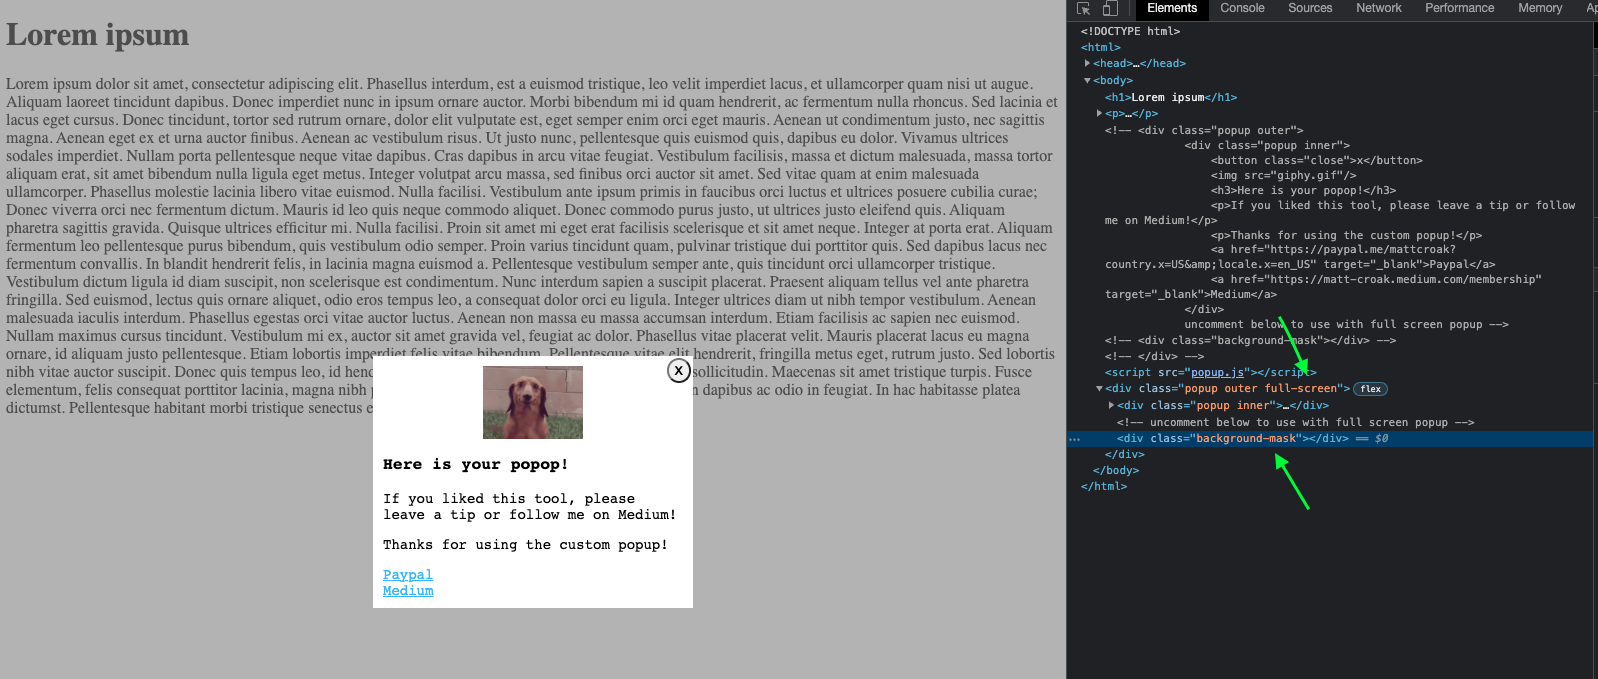 Lorem ipsum
Lorem ipsum dolor sit amet, consectetur adipiscing elit. Phasellus interdum, est a euismod tristique, leo velit imperdiet lacus, et ullamcorper quam nisi ut augue.
Aliquam laoreet tincidunt dapibus. Donec imperdiet nunc in ipsum ornare auctor. Morbi bibendum mi id quam hendrerit, ac fermentum nulla rhoncus. Sed lacinia et
lacus eget cursus. Donec tincidunt, tortor sed rutrum ornare, dolor elit vulputate est, eget semper enim orci eget mauris. Aenean ut condimentum justo, nec sagittis
magna. Aenean eget ex et urna auctor finibus. Aenean ac vestibulum risus. Ut justo nunc, pellentesque quis euismod quis, dapibus eu dolor. Vivamus ultrices
sodales imperdiet. Nullam porta pellentesque neque vitae dapibus. Cras dapibus in arcu vitae feugiat. Vestibulum facilisis, massa et dictum malesuada, massa tortor
aliquam erat, sit amet bibendum nulla ligula eget metus. Integer volutpat arcu massa, sed finibus orci auctor sit amet. Sed vitae quam at enim malesuada
ullamcorper. Phasellus molestie lacinia libero vitae euismod. Nulla facilisi. Vestibulum ante ipsum primis in faucibus orci luctus et ultrices posuere cubilia curae;
Donec viverra orci nec fermentum dictum. Mauris id leo quis neque commodo aliquet. Donec commodo purus justo, ut ultrices justo eleifend quis. Aliquam
pharetra sagittis gravida. Quisque ultrices efficitur mi. Nulla facilisi. Proin sit amet mi eget erat facilisis scelerisque et sit amet neque. Integer at porta erat. Aliquam
fermentum leo pellentesque purus bibendum, quis vestibulum odio semper. Proin varius tincidunt quam, pulvinar tristique dui porttitor quis. Sed dapibus lacus nec
fermentum convallis. In blandit hendrerit felis, in lacinia magna euismod a. Pellentesque vestibulum semper ante, quis tincidunt orci ullamcorper tristique.
Vestibulum dictum ligula id diam suscipit, non scelerisque est condimentum. Nunc interdum sapien a suscipit placerat. Praesent aliquam tellus vel ante pharetra
fringilla. Sed euismod, lectus quis ornare aliquet, odio eros tempus leo, a consequat dolor orci eu ligula. Integer ultrices diam ut nibh tempor vestibulum. Aenean
malesuada iaculis interdum. Phasellus egestas orci vitae auctor luctus. Aenean non massa eu massa accumsan interdum. Etiam facilisis ac sapien nec euismod.
Nullam maximus cursus tincidunt. Vestibulum mi ex, auctor sit amet gravida vel, feugiat ac dolor. Phasellus vitae placerat velit. Mauris placerat lacus eu magna
ornare, id aliquam justo pellentesque. Etiam lobortis imperdiet felis vitae bibendum. Pellentesque vitae elit hendrerit, fringilla metus eget, rutrum justo. Sed lobortis
nibh vitae auctor suscipit. Donec quis tempus leo, id hend sollicitudin. Maecenas sit amet tristique turpis. Fusce
elementum, felis consequat porttitor lacinia, magna nibh dapibus ac odio in feugiat. In hac habitasse platea
dictumst. Pellentesque habitant morbi tristique senectus e
x
Here is your popop!
If you liked this tool, please
leave a tip or follow me on Medium!
Thanks for using the custom popup!
Paypal
Medium
Elements Console Sources Network Performance Memory Ap
<!DOCTYPE html>
<html>
<head>…</head>
<body>
<h1>Lorem ipsum</h1>
<p>…</p>
<!-- <div class="popup outer">
<div class="popup inner">
<button class="close">x</button>
<img src="giphy.gif"/>
<h3>Here is your popup!</h3>
<p>If you liked this tool, please leave a tip or follow
me on Medium!</p>
<p>Thanks for using the custom popup!</p>
<a href="https://paypal.me/mattcroak?
country.x=US&amp;locale.x=en_US" target="_blank">Paypal</a>
<a href="https://matt-croak.medium.com/membership"
target="_blank">Medium</a>
</div>
uncomment below to use with full screen popup -->
<!-- <div class="background-mask"></div> -->
<!-- </div> -->
<script src="popup.js"></script>
<div class="popup outer full-screen"> flex
<div class="popup inner">…</div>
<!-- uncomment below to use with full screen popup -->
… <div class="background-mask"></div> == $0
</div>
</body>
</html>